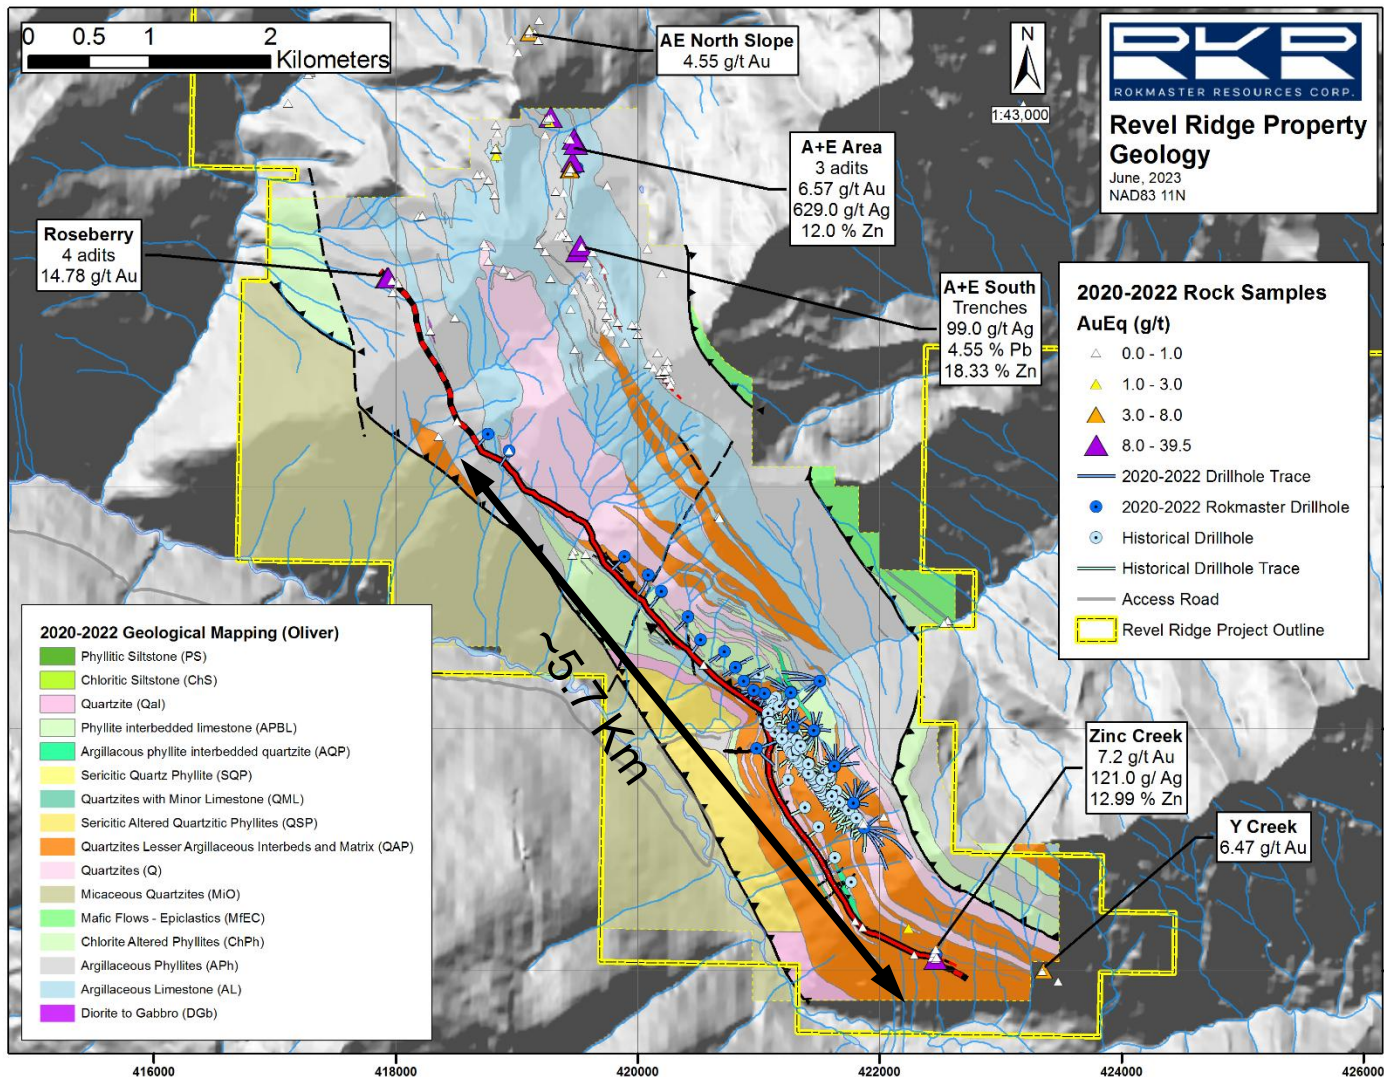 0 0.5 1 2
Kilometers
AE North Slope
4.55 g/t Au
N
1:43,000
RKR
ROKMASTER RESOURCES CORP.
Revel Ridge Property
Geology
June, 2023
NAD83 11N
A+E Area
3 adits
6.57 g/t Au
629.0 g/t Ag
12.0 % Zn
Roseberry
4 adits
14.78 g/t Au
A+E South
Trenches
99.0 g/t Ag
4.55 % Pb
18.33 % Zn
2020-2022 Rock Samples
AuEq (g/t)
0.0 - 1.0
1.0 - 3.0
3.0 - 8.0
8.0 - 39.5
2020-2022 Drillhole Trace
2020-2022 Rokmaster Drillhole
Historical Drillhole
Historical Drillhole Trace
Access Road
Revel Ridge Project Outline
~5.7 km
2020-2022 Geological Mapping (Oliver)
Phyllitic Siltstone (PS)
Chloritic Siltstone (ChS)
Quartzite (Qal)
Phyllite interbedded limestone (APBL)
Argillacous phyllite interbedded quartzite (AQP)
Sericitic Quartz Phyllite (SQP)
Quartzites with Minor Limestone (QML)
Sericitic Altered Quartzitic Phyllites (QSP)
Quartzites Lesser Argillaceous Interbeds and Matrix (QAP)
Quartzites (Q)
Micaceous Quartzites (MiO)
Mafic Flows - Epiclastics (MfEC)
Chlorite Altered Phyllites (ChPh)
Argillaceous Phyllites (APh)
Argillaceous Limestone (AL)
Diorite to Gabbro (DGb)
Zinc Creek
7.2 g/t Au
121.0 g/ Ag
12.99 % Zn
Y Creek
6.47 g/t Au
416000 418000 420000 422000 424000 426000